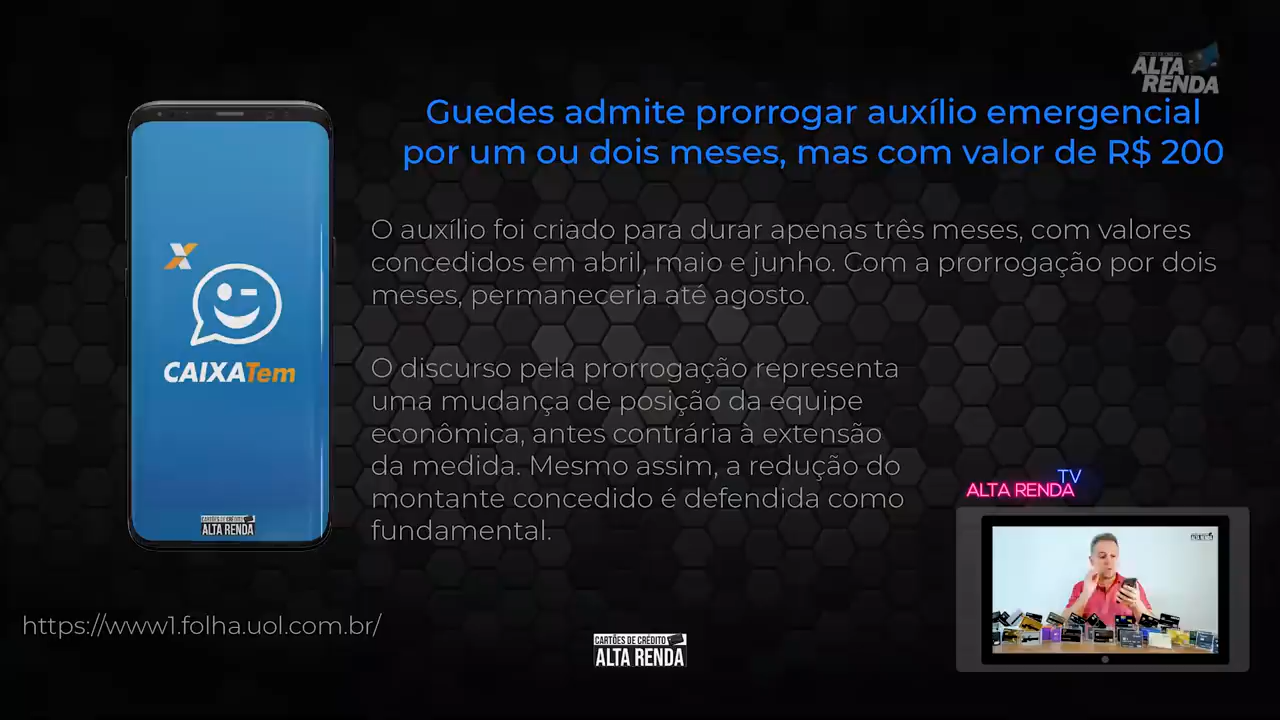 ALTA
RENDA
Guedes admite prorrogar auxílio emergencial
por um ou dois meses, mas com valor de R$ 200
O auxílio foi criado para durar apenas três meses, com valores
concedidos em abril, maio e junho. Com a prorrogação por dois
meses, permaneceria até agosto.
O discurso pela prorrogação representa
uma mudança de posição da equipe
econômica, antes contrária à extensão
da medida. Mesmo assim, a redução do
montante concedido é defendida como
fundamental.
X
CAIXATem
CARTÕES DE CRÉDITO
ALTA RENDA
TV
ALTA RENDA
https://www1.folha.uol.com.br/
CARTÕES DE CRÉDITO
ALTA RENDA